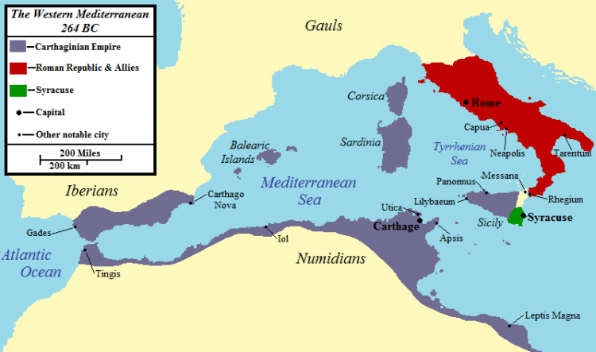 The Western Mediterranean
264 BC
Carthaginian Empire
Roman Republic & Allies
Syracuse
Capital
Other notable city
200 Miles
200 km
Gauls
Corsica
Rome
Capua
Sardinia
Tyrrhenian
Sea
Neapolis
Tarentum
Balearic
Islands
Mediterranean
Sea
Messana
Panormus
Iberians
Carthago
Nova
Utica
Lilybaeum
Rhegium
Carthage
Sicily
Syracuse
Gades
Iol
Apsis
Atlantic
Ocean
Tingis
Numidians
Leptis Magna